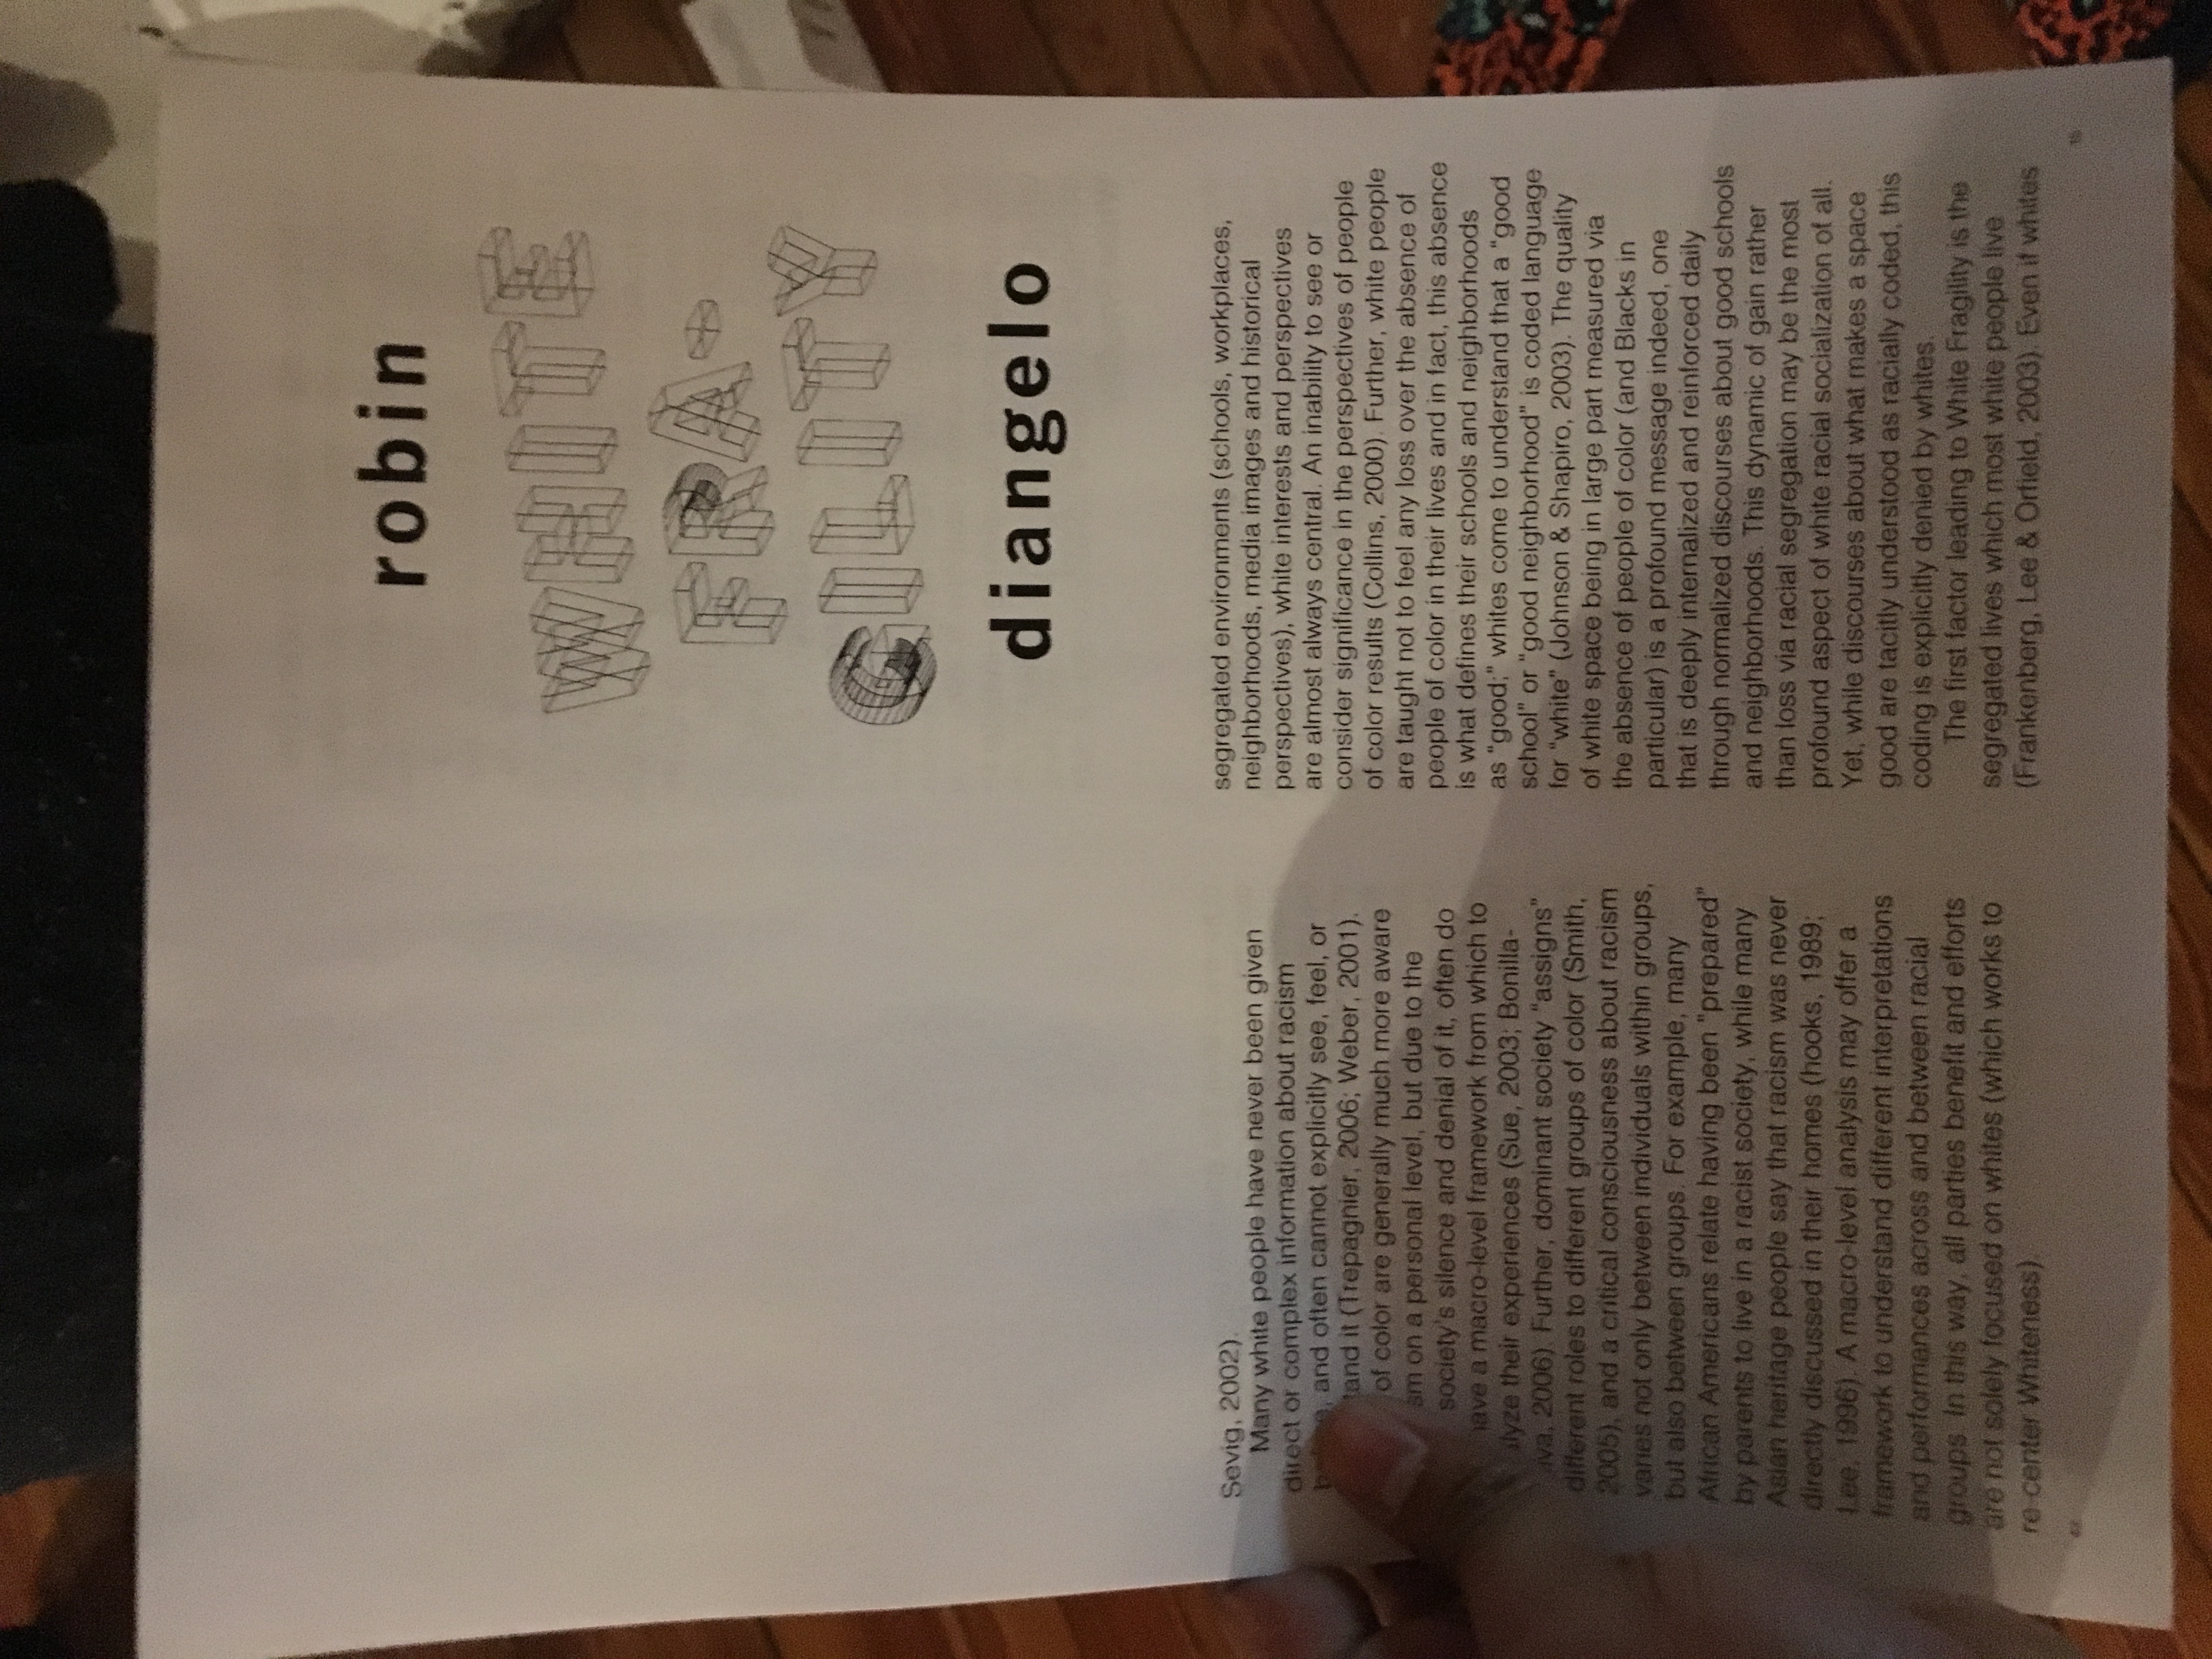 robin
WHITE
FRA-
GILITY
diangelo
Sevig, 2002).
Many white people have never been given
direct or complex information about racism
and often cannot explicitly see, feel, or
it (Trepagnier, 2006; Weber, 2001).
of color are generally much more aware
on a personal level, but due to the
society's silence and denial of it, often do
a macro-level framework from which to
their experiences (Sue, 2003; Bonilla-
2006). Further, dominant society "assigns"
different roles to different groups of color (Smith,
2005), and a critical consciousness about racism
varies not only between individuals within groups,
but also between groups. For example, many
African Americans relate having been "prepared"
by parents to live in a racist society, while many
Asian heritage people say that racism was never
directly discussed in their homes (hooks, 1989;
Lee, 1996). A macro-level analysis may offer a
framework to understand different interpretations
and performances across and between racial
groups. In this way, all parties benefit and efforts
are not solely focused on whites (which works to
re-center Whiteness).
segregated environments (schools, workplaces,
neighborhoods, media images and historical
perspectives), white interests and perspectives
are almost always central. An inability to see or
consider significance in the perspectives of people
of color results (Collins, 2000). Further, white people
are taught not to feel any loss over the absence of
people of color in their lives and in fact, this absence
is what defines their schools and neighborhoods
as "good;" whites come to understand that a "good
school" or "good neighborhood" is coded language
for "white" (Johnson & Shapiro, 2003). The quality
of white space being in large part measured via
the absence of people of color (and Blacks in
particular) is a profound message indeed, one
that is deeply internalized and reinforced daily
through normalized discourses about good schools
and neighborhoods. This dynamic of gain rather
than loss via racial segregation may be the most
profound aspect of white racial socialization of all.
Yet, while discourses about what makes a space
good are tacitly understood as racially coded, this
coding is explicitly denied by whites.
The first factor leading to White Fragility is the
segregated lives which most white people live
(Frankenberg, Lee & Orfield, 2003). Even if whites